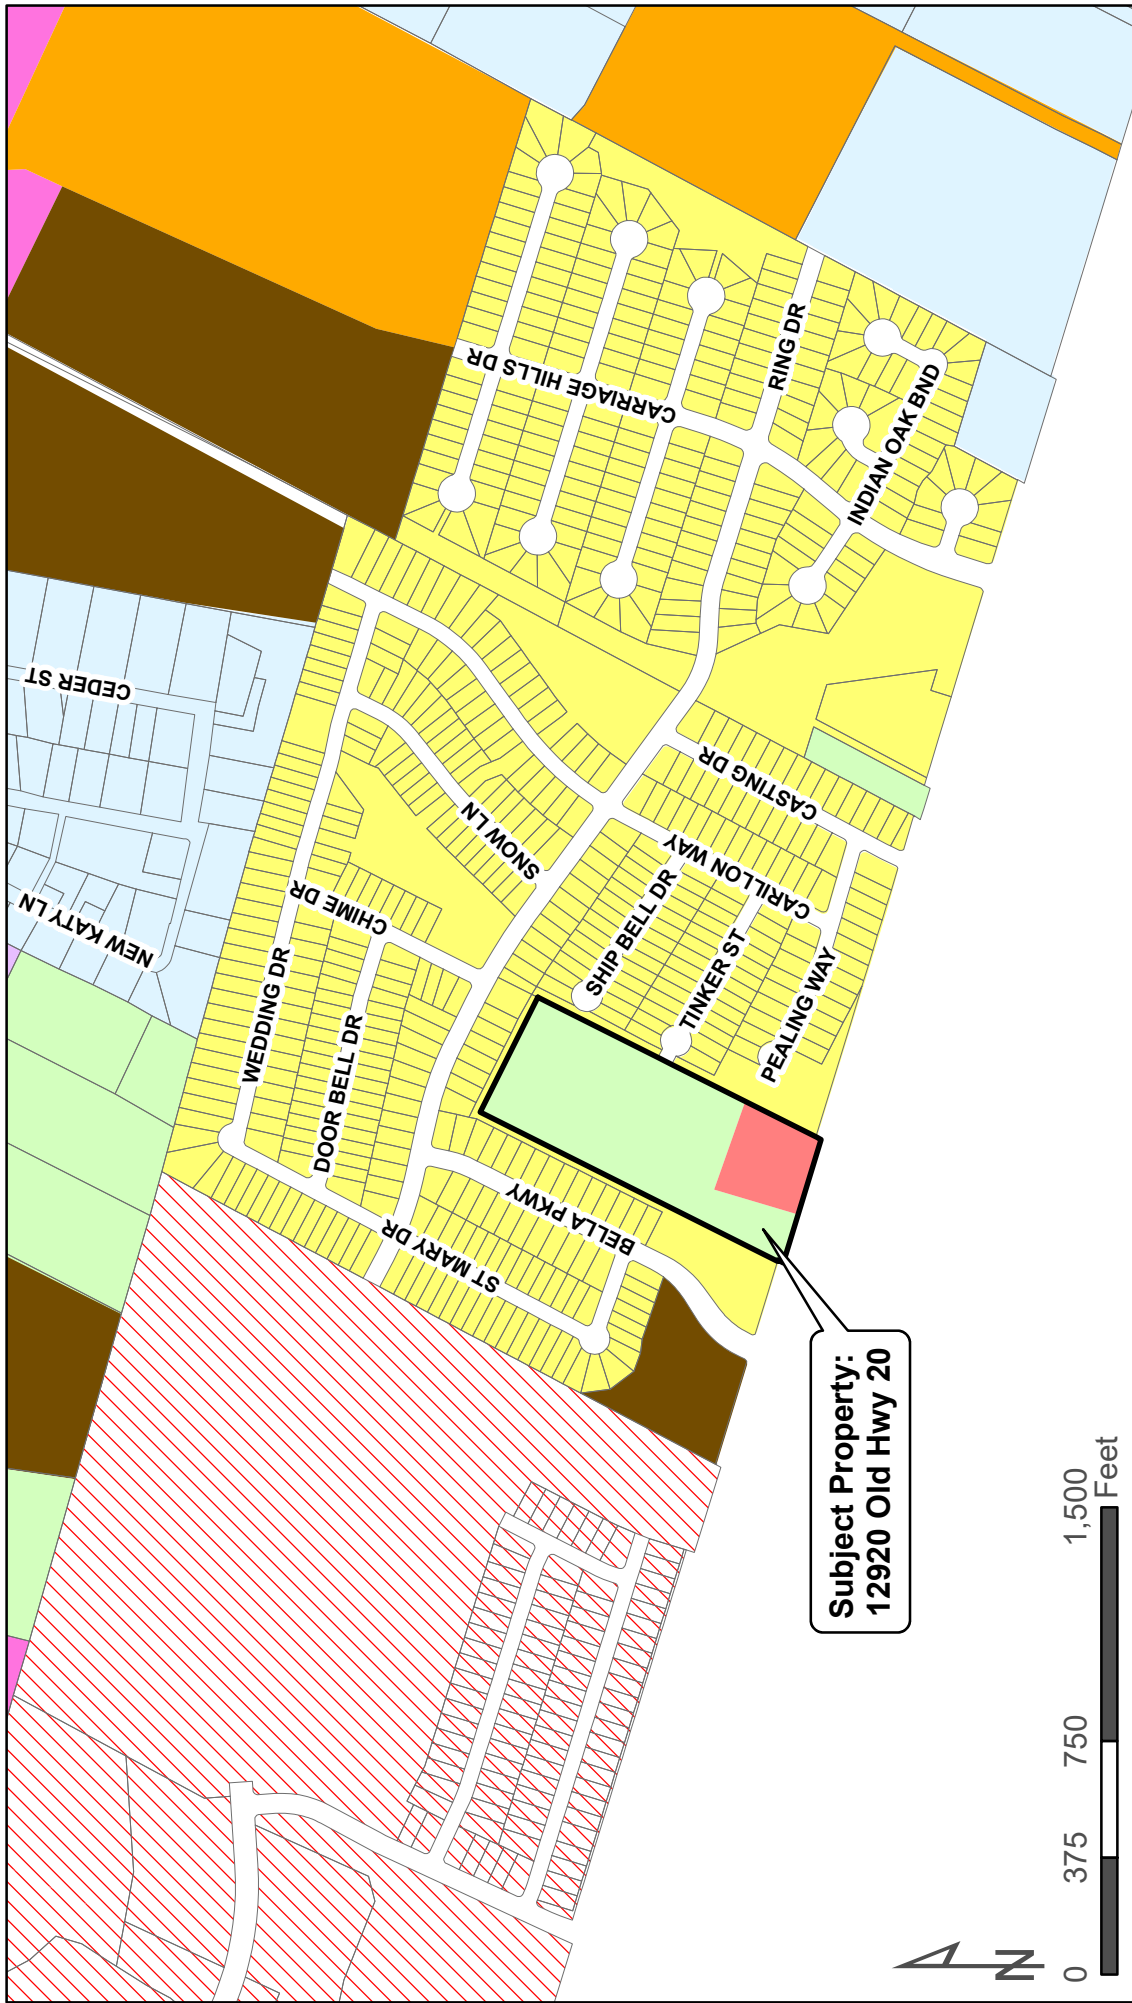 CEDER ST
NEW KATY LN
CARRIAGE HILLS DR
RING DR
INDIAN OAK BND
SNOW LN
CHIME DR
WEDDING DR
DOOR BELL DR
CASTING DR
CARILLON WAY
SHIP BELL DR
TINKER ST
PEALING WAY
BELLA PKWY
ST MARY DR
Subject Property:
12920 Old Hwy 20
N
0 375 750 1,500
Feet